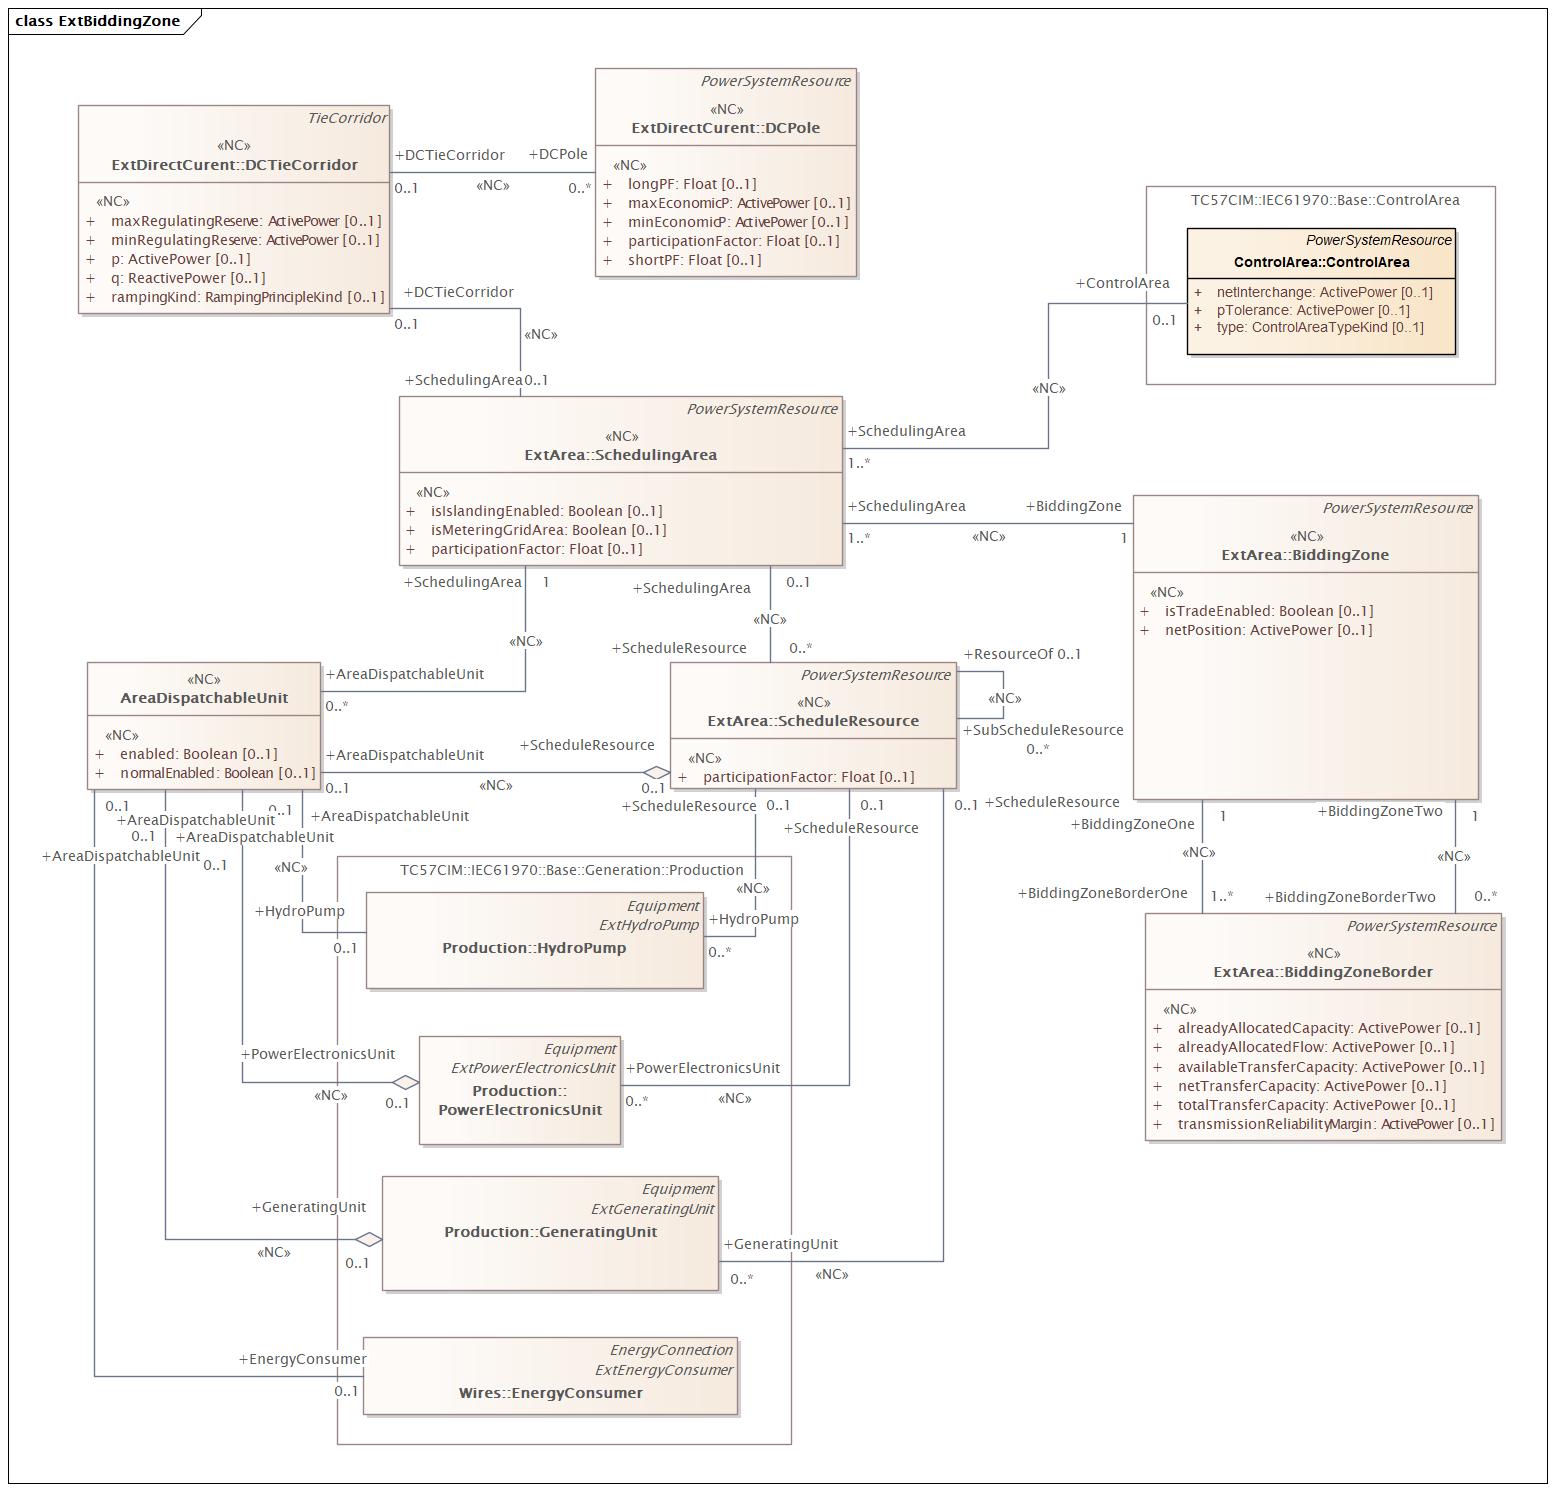 class ExtBiddingZone
PowerSystemResource
«NC»
ExtDirectCurent::DCPole
«NC»
+ longPF: Float [0..1]
+ maxEconomicP: ActivePower [0..1]
+ minEconomicP: ActivePower [0..1]
+ participationFactor: Float [0..1]
+ shortPF: Float [0..1]
TieCorridor
«NC»
ExtDirectCurent::DCTieCorridor
«NC»
+ maxRegulatingReserve: ActivePower [0..1]
+ minRegulatingReserve: ActivePower [0..1]
+ p: ActivePower [0..1]
+ q: ReactivePower [0..1]
+ rampingKind: RampingPrincipleKind [0..1]
+DCTieCorridor
+DCPole
0..1
«NC»
0..*
TC57CIM::IEC61970::Base::ControlArea
PowerSystemResource
ControlArea::ControlArea
+ netInterchange: ActivePower [0..1]
+ pTolerance: ActivePower [0..1]
+ type: ControlAreaTypeKind [0..1]
+ControlArea
0..1
«NC»
+DCTieCorridor
0..1
«NC»
+SchedulingArea 0..1
PowerSystemResource
«NC»
ExtArea::SchedulingArea
«NC»
+ isIslandingEnabled: Boolean [0..1]
+ isMeteringGridArea: Boolean [0..1]
+ participationFactor: Float [0..1]
+SchedulingArea
1..*
+SchedulingArea
+BiddingZone
1..*
«NC»
1
PowerSystemResource
«NC»
ExtArea::BiddingZone
«NC»
+ isTradeEnabled: Boolean [0..1]
+ netPosition: ActivePower [0..1]
+SchedulingArea
1
+SchedulingArea
0..1
«NC»
«NC»
+ScheduleResource
0..*
+AreaDispatchableUnit
0..*
«NC»
AreaDispatchableUnit
«NC»
+ enabled: Boolean [0..1]
+ normalEnabled: Boolean [0..1]
PowerSystemResource
«NC»
ExtArea::ScheduleResource
«NC»
+ participationFactor: Float [0..1]
+ResourceOf 0..1
«NC»
+SubScheduleResource
0..*
+AreaDispatchableUnit
+ScheduleResource
0..1
«NC»
0..1
0..1
0..1
+AreaDispatchableUnit
+AreaDispatchableUnit
0..1
+AreaDispatchableUnit
+AreaDispatchableUnit
0..1
+ScheduleResource
0..1
0..1
+ScheduleResource
0..1
+ScheduleResource
+BiddingZoneOne
1
+BiddingZoneTwo
1
«NC»
«NC»
+BiddingZoneBorderOne
1..*
+BiddingZoneBorderTwo
0..*
PowerSystemResource
«NC»
ExtArea::BiddingZoneBorder
«NC»
+ alreadyAllocatedCapacity: ActivePower [0..1]
+ alreadyAllocatedFlow: ActivePower [0..1]
+ availableTransferCapacity: ActivePower [0..1]
+ netTransferCapacity: ActivePower [0..1]
+ totalTransferCapacity: ActivePower [0..1]
+ transmissionReliabilityMargin: ActivePower [0..1]
TC57CIM::IEC61970::Base::Generation::Production
«NC»
«NC»
+HydroPump
0..1
Equipment
ExtHydroPump
Production::HydroPump
+HydroPump
0..*
+PowerElectronicsUnit
«NC»
0..1
Equipment
ExtPowerElectronicsUnit
Production::
PowerElectronicsUnit
+PowerElectronicsUnit
0..*
«NC»
+GeneratingUnit
«NC»
0..1
Equipment
ExtGeneratingUnit
Production::GeneratingUnit
+GeneratingUnit
0..*
«NC»
+EnergyConsumer
0..1
EnergyConnection
ExtEnergyConsumer
Wires::EnergyConsumer